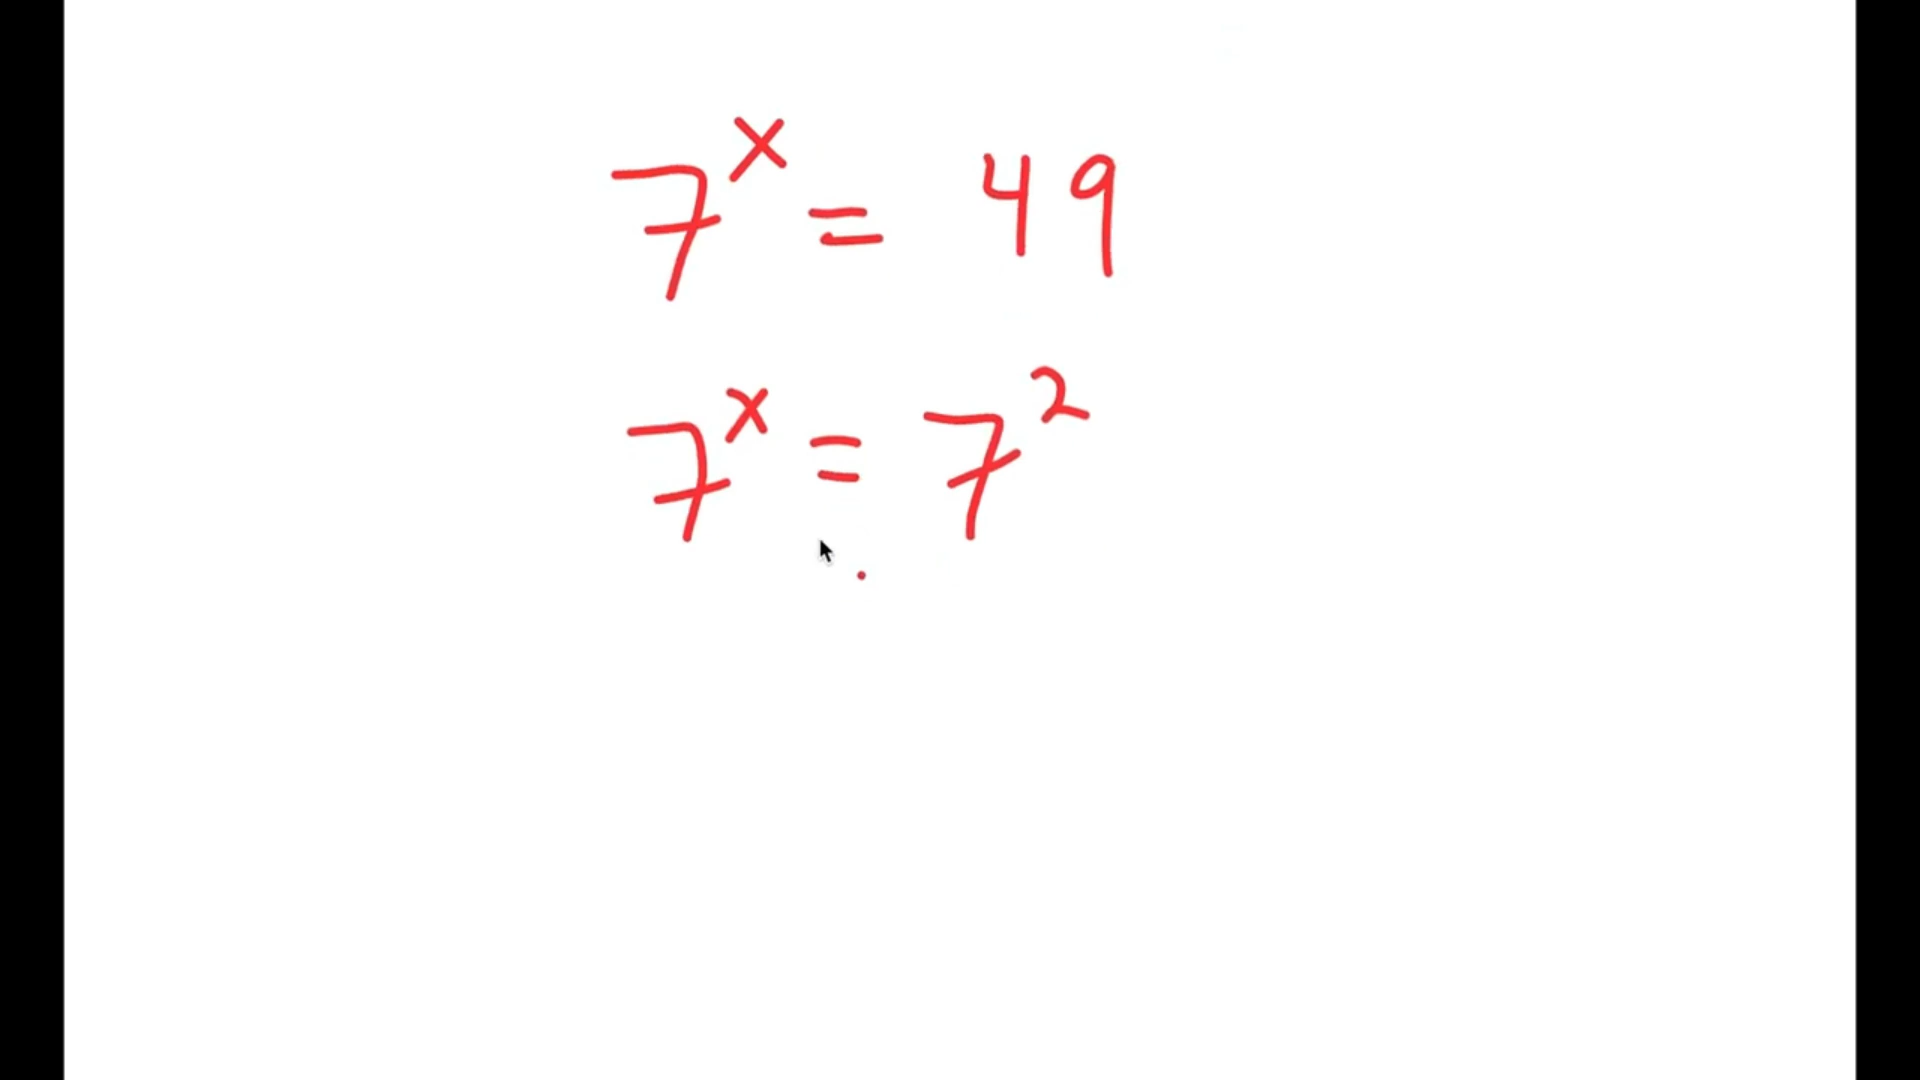 7^x = 49
7^x = 7^2